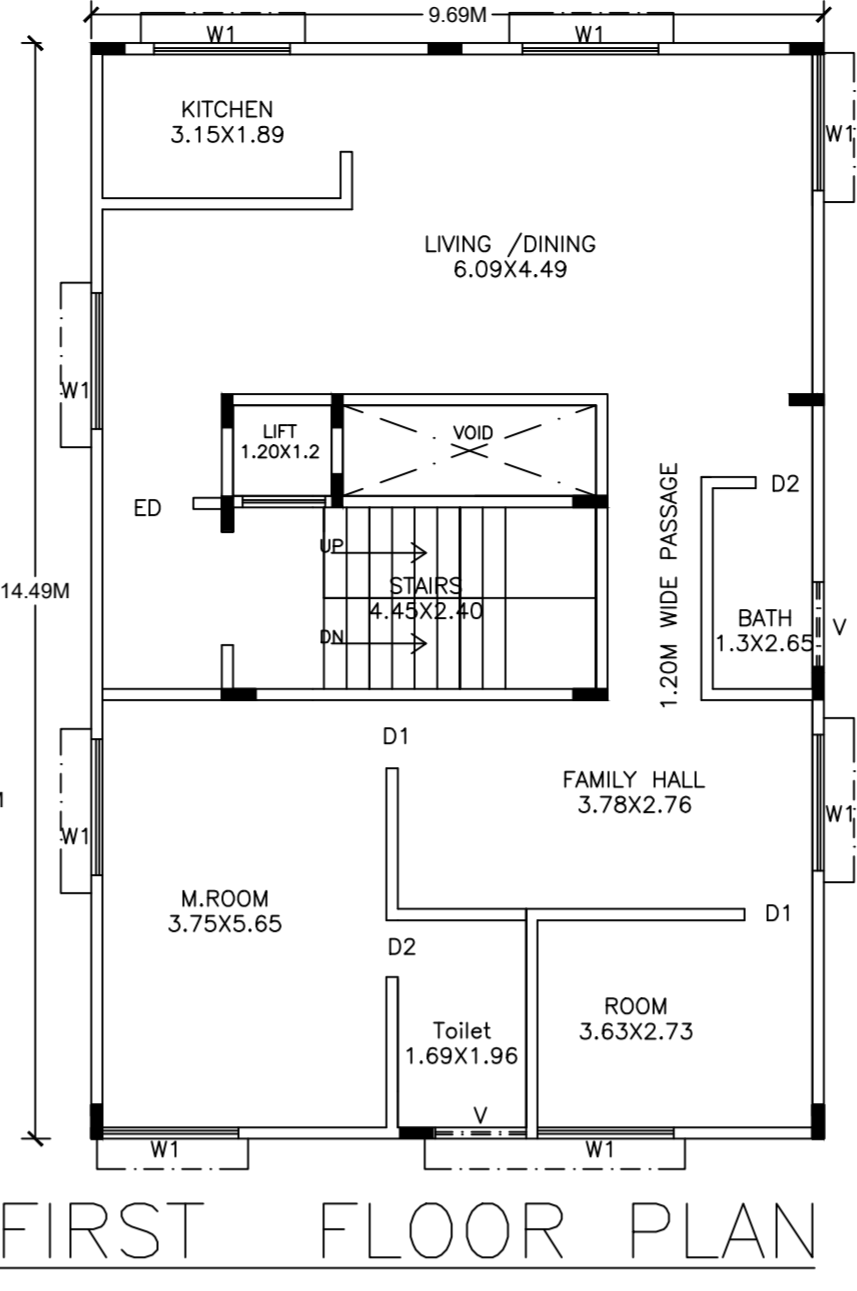 9.69M
W1
W1
KITCHEN
3.15X1.89
W1
LIVING /DINING
6.09X4.49
W1
LIFT
1.20X1.2
VOID
ED
D2
1.20M WIDE PASSAGE
UP
STAIRS
4.45X2.40
14.49M
DN
BATH
1.3X2.65
V
D1
FAMILY HALL
3.78X2.76
W1
W1
M.ROOM
3.75X5.65
D1
D2
ROOM
3.63X2.73
Toilet
1.69X1.96
V
W1
W1
FIRST FLOOR PLAN